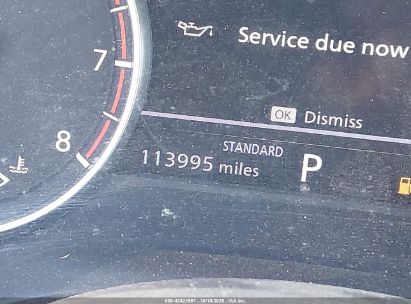 Service due now
7
OK Dismiss
8
STANDARD
113995 miles
P